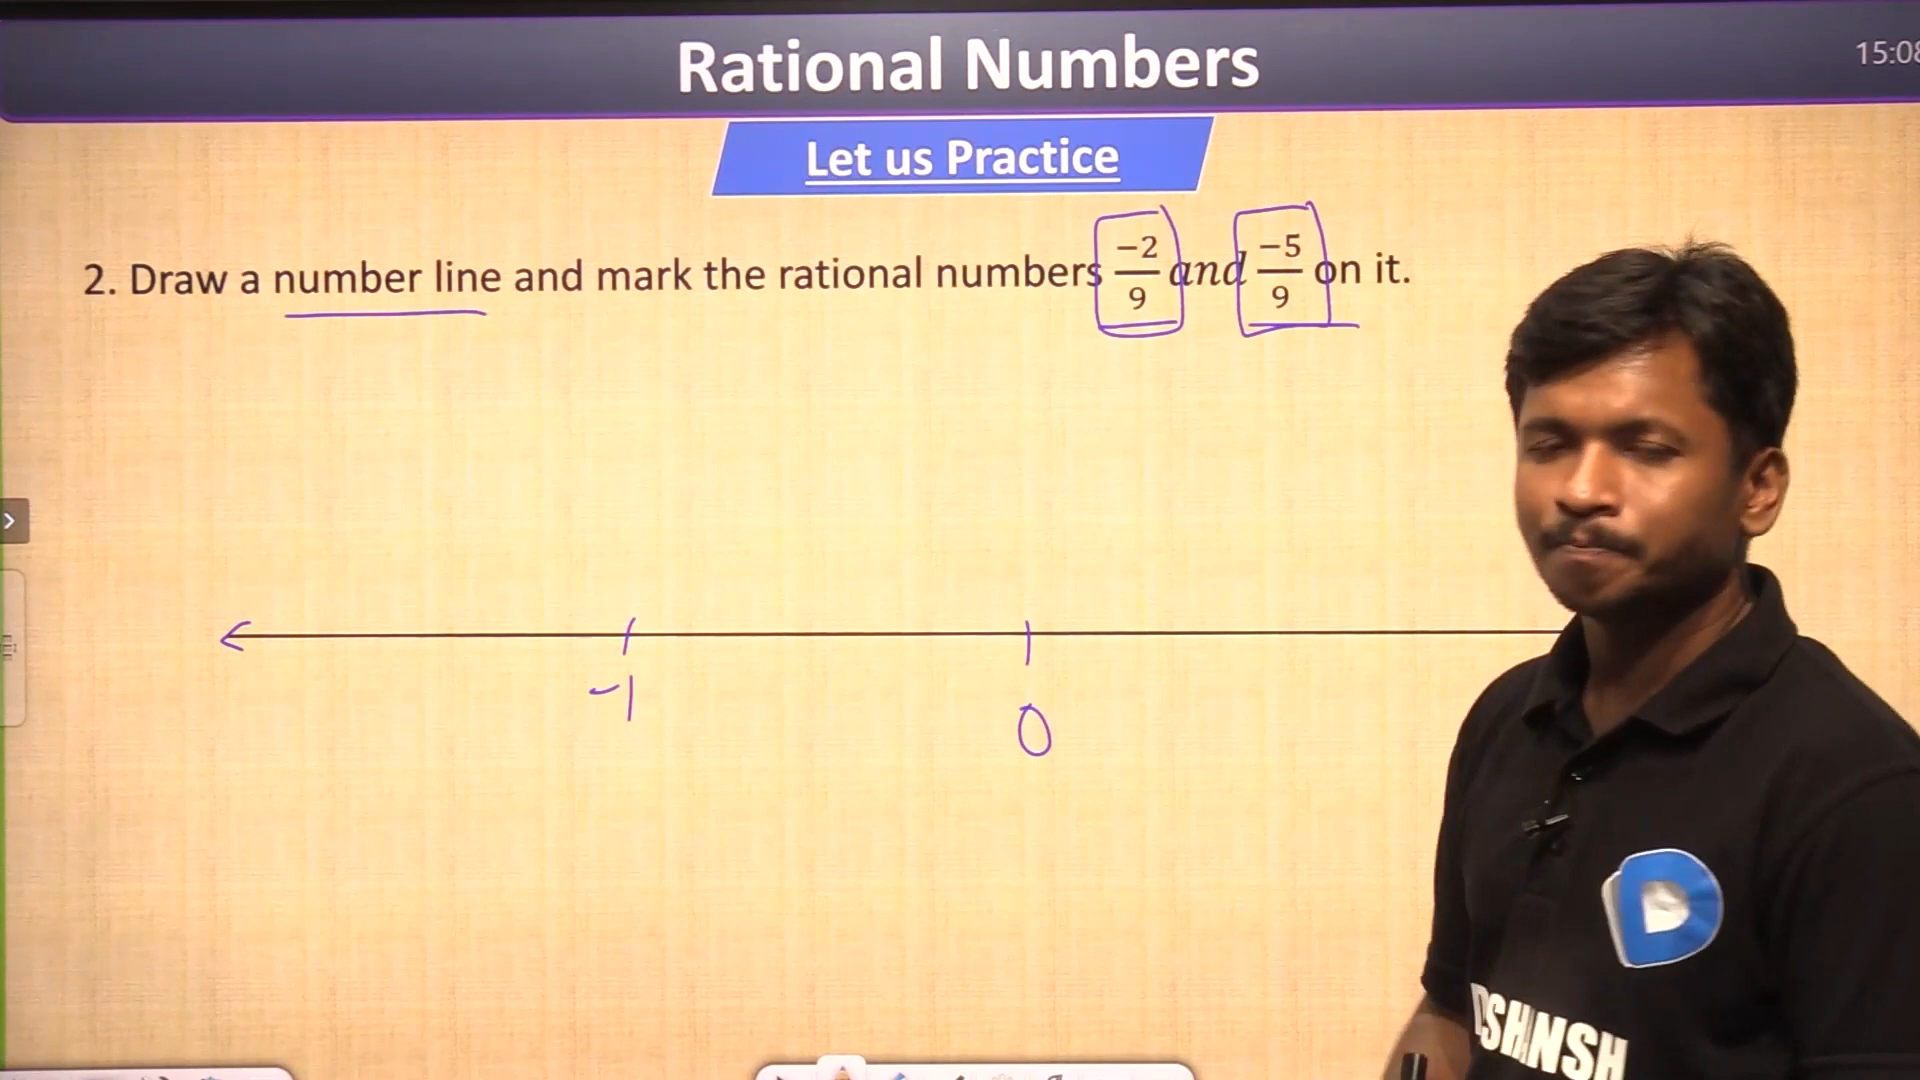 Rational Numbers
15:08
Let us Practice
2. Draw a number line and mark the rational numbers -2/9 and -5/9 on it.
-1
0
D